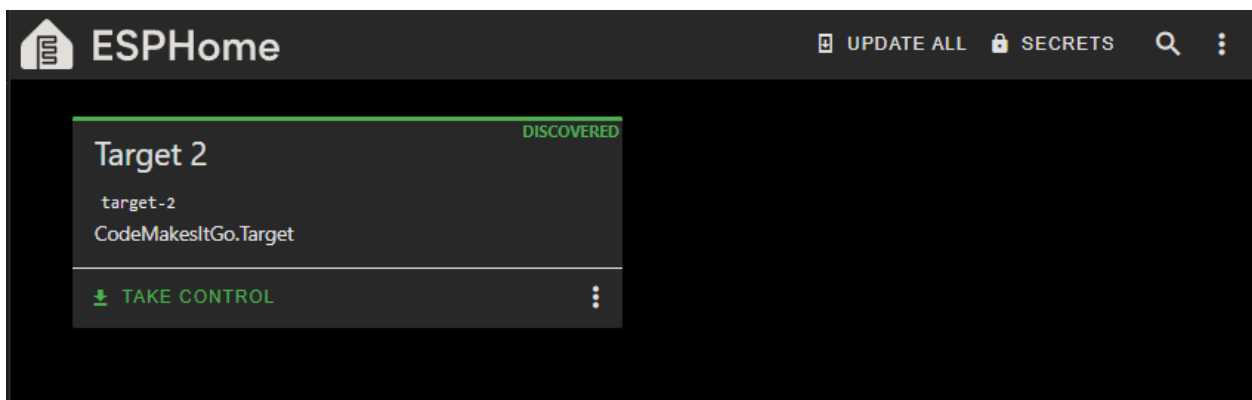 ESPHome
UPDATE ALL
SECRETS
DISCOVERED
Target 2
target-2
CodeMakesItGo.Target
TAKE CONTROL